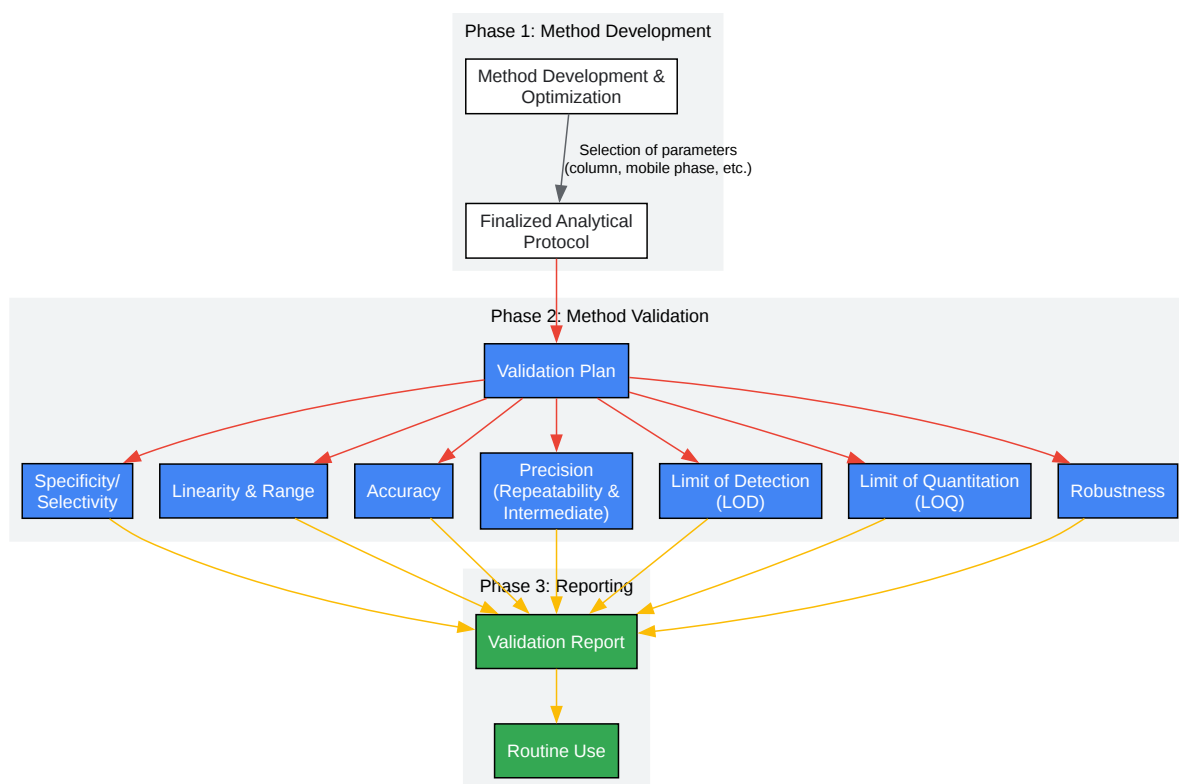 Phase 1: Method Development
Method Development &
Optimization
Selection of parameters
(column, mobile phase, etc.)
Finalized Analytical
Protocol
Phase 2: Method Validation
Validation Plan
Specificity/
Selectivity
Linearity & Range
Accuracy
Precision
(Repeatability &
Intermediate)
Limit of Detection
(LOD)
Limit of Quantitation
(LOQ)
Robustness
Phase 3: Reporting
Validation Report
Routine Use